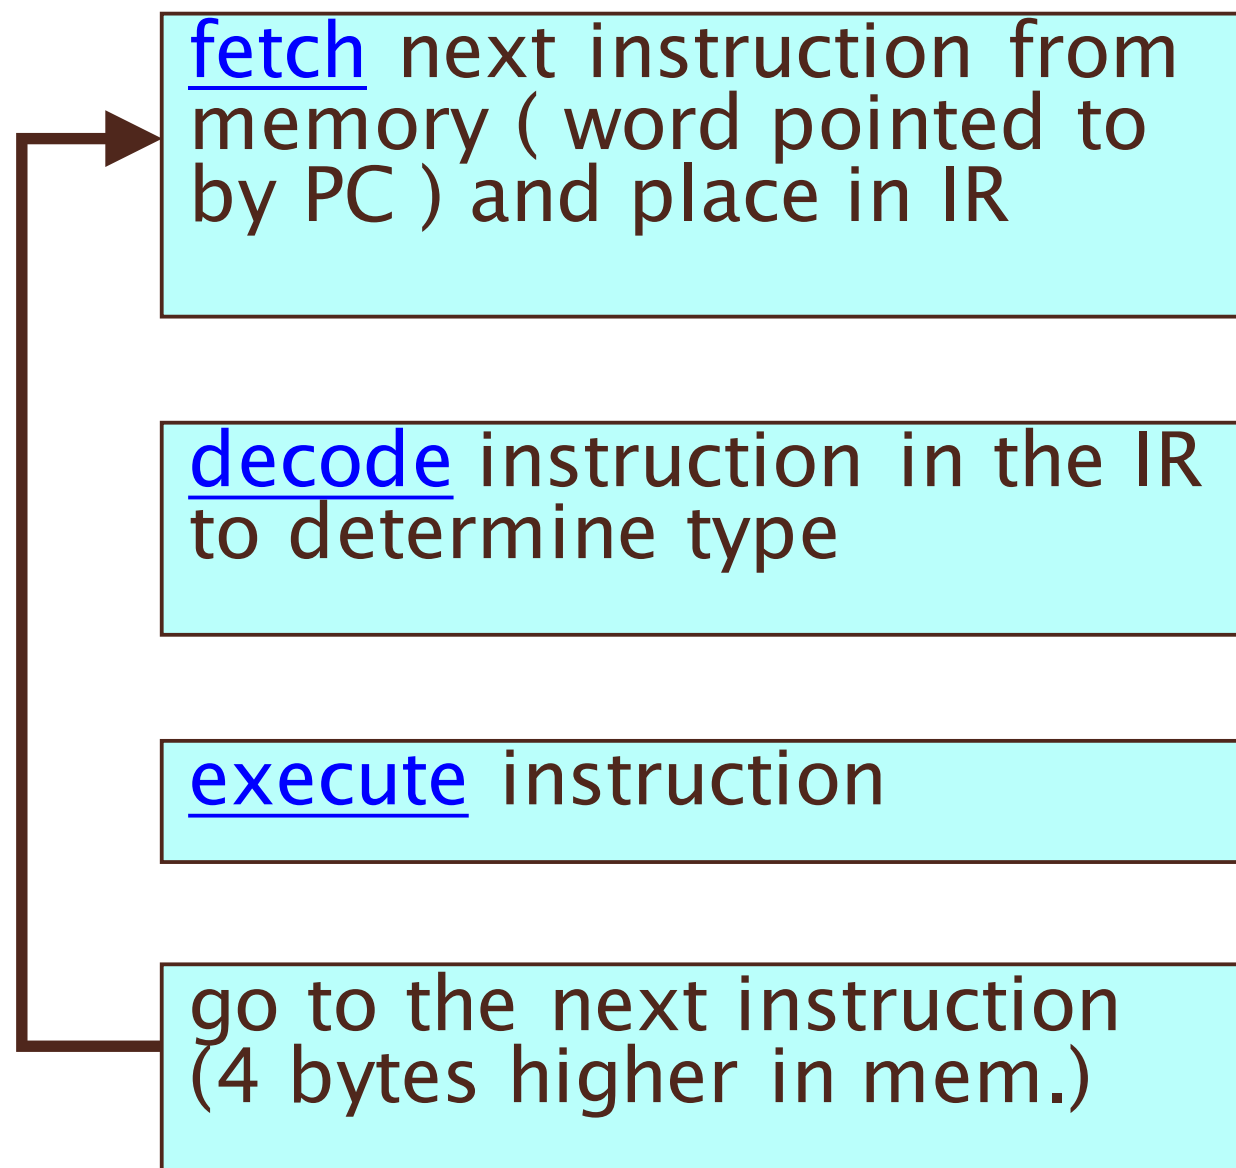 fetch next instruction from
memory ( word pointed to
by PC ) and place in IR
decode instruction in the IR
to determine type
execute instruction
go to the next instruction
(4 bytes higher in mem.)